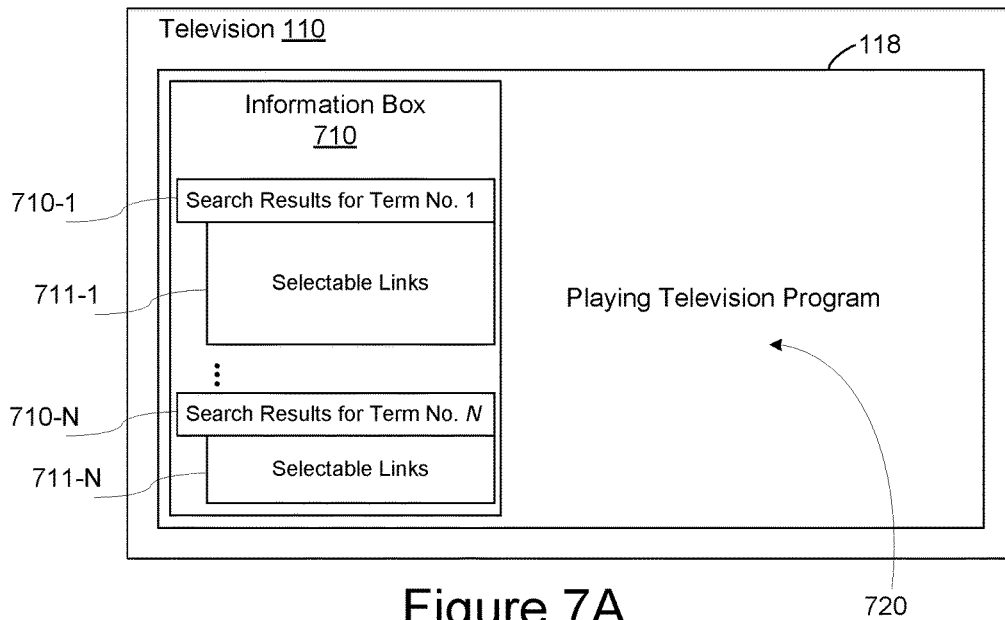 Television 110
118
Information Box
710
710-1
Search Results for Term No. 1
711-1
Selectable Links
Playing Television Program
710-N
Search Results for Term No. N
711-N
Selectable Links
Figure 7A
720